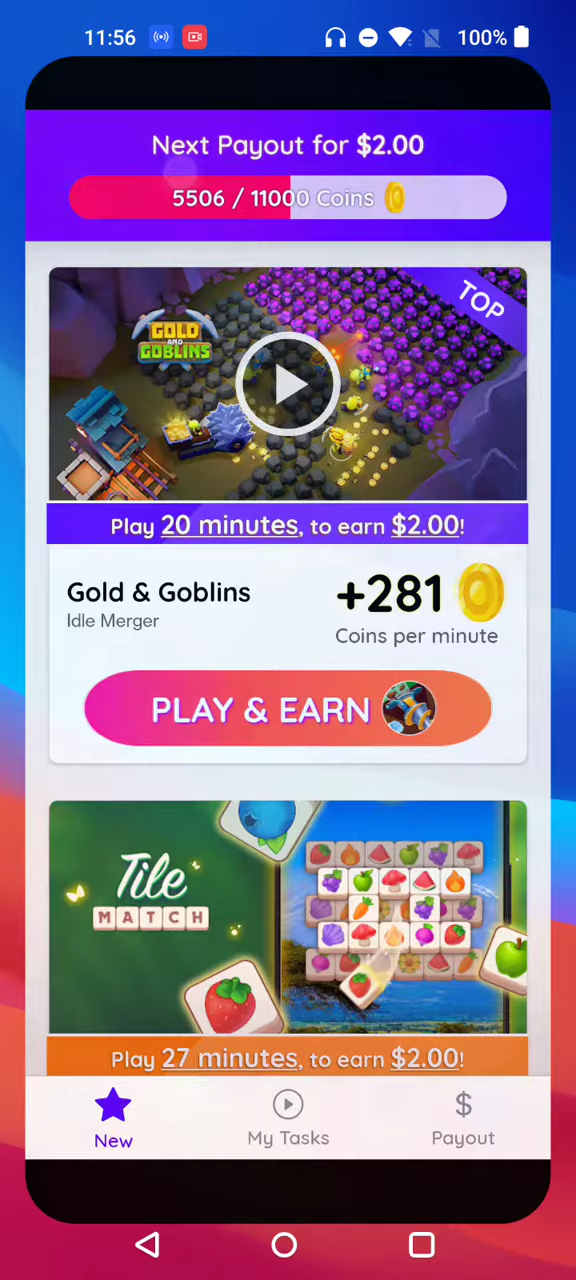 11:56
100%
Next Payout for $2.00
5506 / 11000 Coins
TOP
GOLD
AND
GOBLINS
Play 20 minutes, to earn $2.00!
Gold & Goblins
+281
Idle Merger
Coins per minute
PLAY & EARN
Tile
MATCH
Play 27 minutes, to earn $2.00!
New
My Tasks
Payout